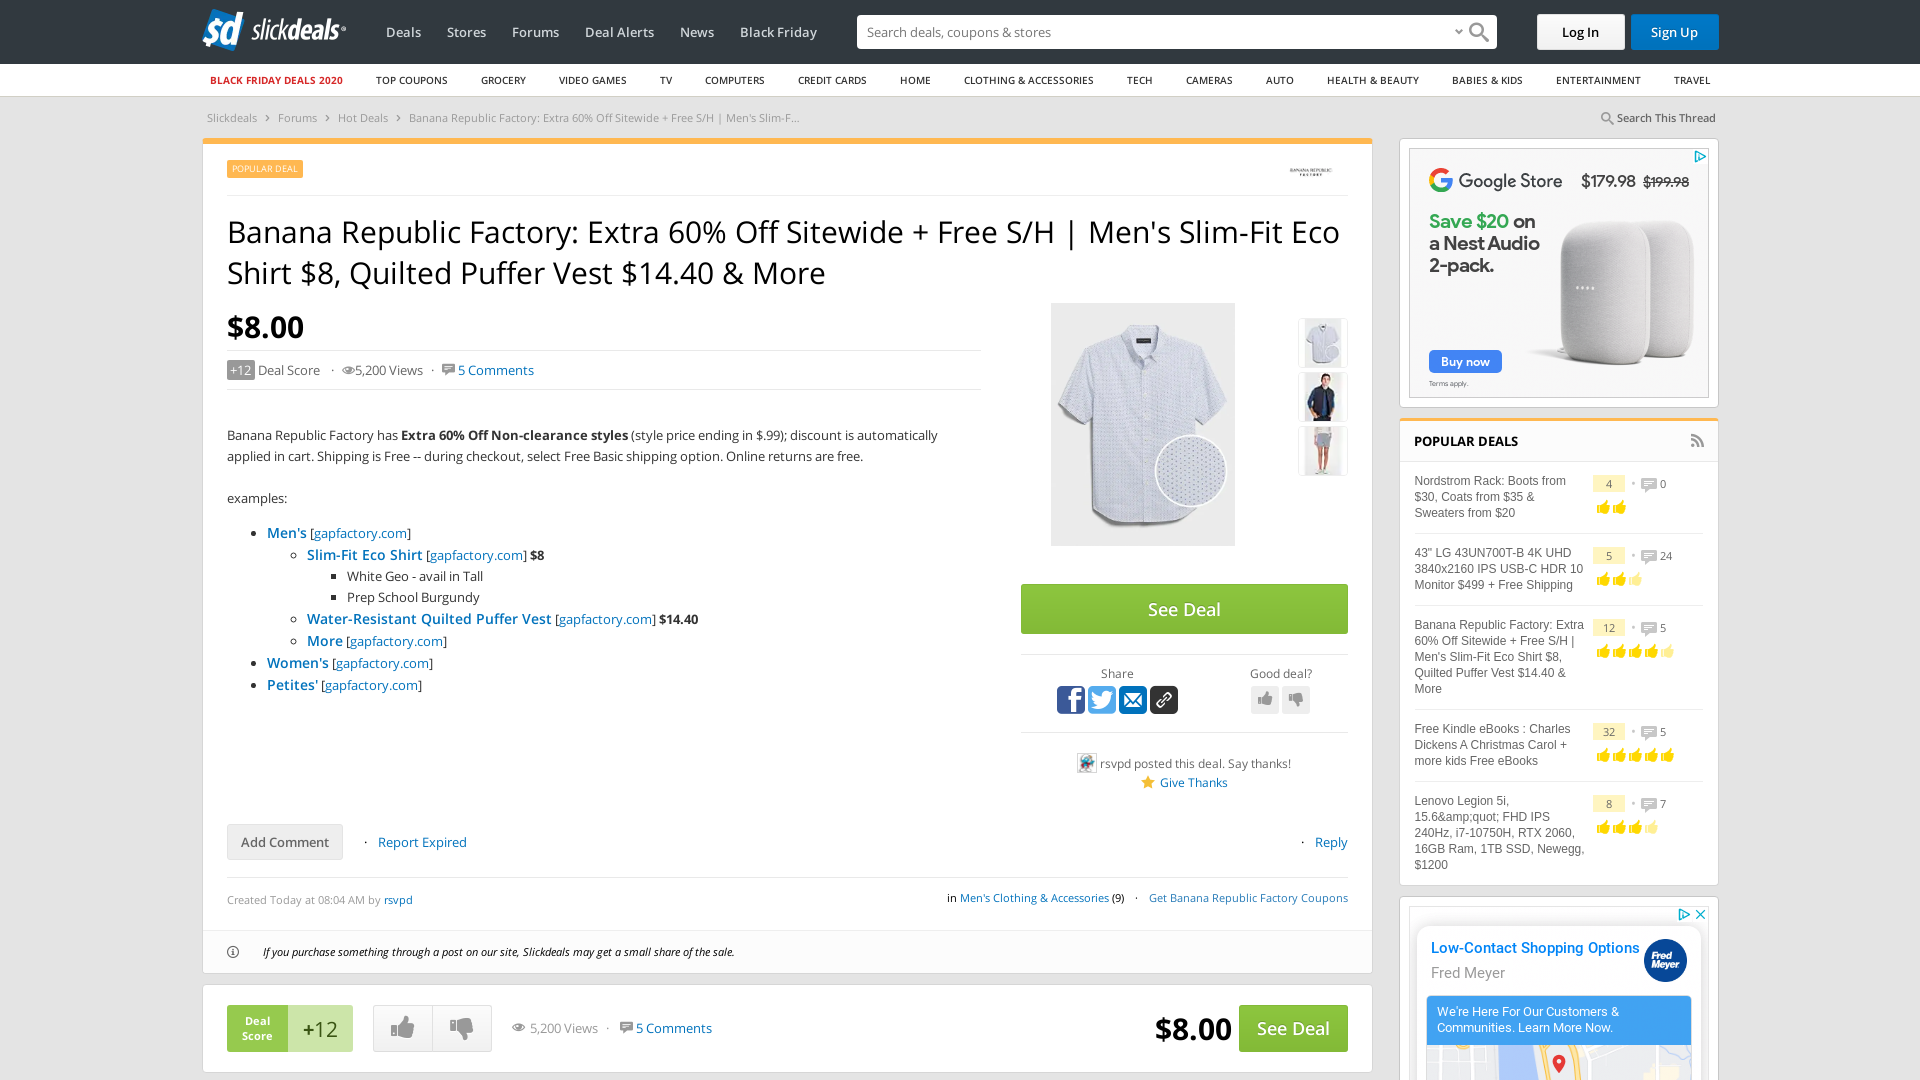 slickdeals
Deals
Stores
Forums
Deal Alerts
News
Black Friday
Search deals, coupons & stores
Log In
Sign Up
BLACK FRIDAY DEALS 2020
TOP COUPONS
GROCERY
VIDEO GAMES
TV
COMPUTERS
CREDIT CARDS
HOME
CLOTHING & ACCESSORIES
TECH
CAMERAS
AUTO
HEALTH & BEAUTY
BABIES & KIDS
ENTERTAINMENT
TRAVEL
Slickdeals > Forums > Hot Deals > Banana Republic Factory: Extra 60% Off Sitewide + Free S/H | Men's Slim-F...
Search This Thread
POPULAR DEAL
BANANA REPUBLIC
FACTORY
Banana Republic Factory: Extra 60% Off Sitewide + Free S/H | Men's Slim-Fit Eco
Shirt $8, Quilted Puffer Vest $14.40 & More
$8.00
+12 Deal Score · 5,200 Views · 5 Comments
Banana Republic Factory has Extra 60% Off Non-clearance styles (style price ending in $.99); discount is automatically
applied in cart. Shipping is Free -- during checkout, select Free Basic shipping option. Online returns are free.
examples:
• Men's [gapfactory.com]
Slim-Fit Eco Shirt [gapfactory.com] $8
White Geo - avail in Tall
Prep School Burgundy
Water-Resistant Quilted Puffer Vest [gapfactory.com] $14.40
More [gapfactory.com]
• Women's [gapfactory.com]
• Petites' [gapfactory.com]
See Deal
Share
Good deal?
rsvpd posted this deal. Say thanks!
Give Thanks
Add Comment
· Report Expired
· Reply
Created Today at 08:04 AM by rsvpd
in Men's Clothing & Accessories (9) · Get Banana Republic Factory Coupons
If you purchase something through a post on our site, Slickdeals may get a small share of the sale.
Deal
Score
+12
5,200 Views · 5 Comments
$8.00
See Deal
Google Store
$179.98 $199.98
Save $20 on
a Nest Audio
2-pack.
Buy now
Terms apply.
POPULAR DEALS
Nordstrom Rack: Boots from
$30, Coats from $35 &
Sweaters from $20
4 • 0
43" LG 43UN700T-B 4K UHD
3840x2160 IPS USB-C HDR 10
Monitor $499 + Free Shipping
5 • 24
Banana Republic Factory: Extra
60% Off Sitewide + Free S/H |
Men's Slim-Fit Eco Shirt $8,
Quilted Puffer Vest $14.40 &
More
12 • 5
Free Kindle eBooks : Charles
Dickens A Christmas Carol +
more kids Free eBooks
32 • 5
Lenovo Legion 5i,
15.6&amp;quot; FHD IPS
240Hz, i7-10750H, RTX 2060,
16GB Ram, 1TB SSD, Newegg,
$1200
8 • 7
Low-Contact Shopping Options
Fred Meyer
Fred
Meyer
We're Here For Our Customers &
Communities. Learn More Now.